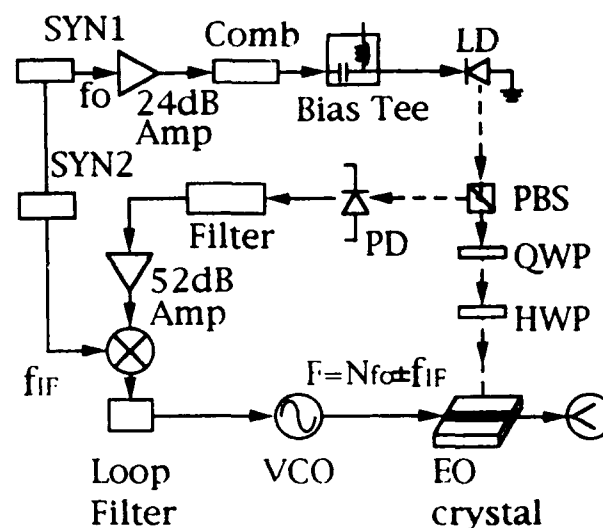 SYN1
Comb
LD
fo
24dB
Amp
Bias Tee
SYN2
PBS
Filter
PD
QWP
52dB
Amp
HWP
fIF
F=Nfo±fIF
Loop
Filter
VCO
EO
crystal